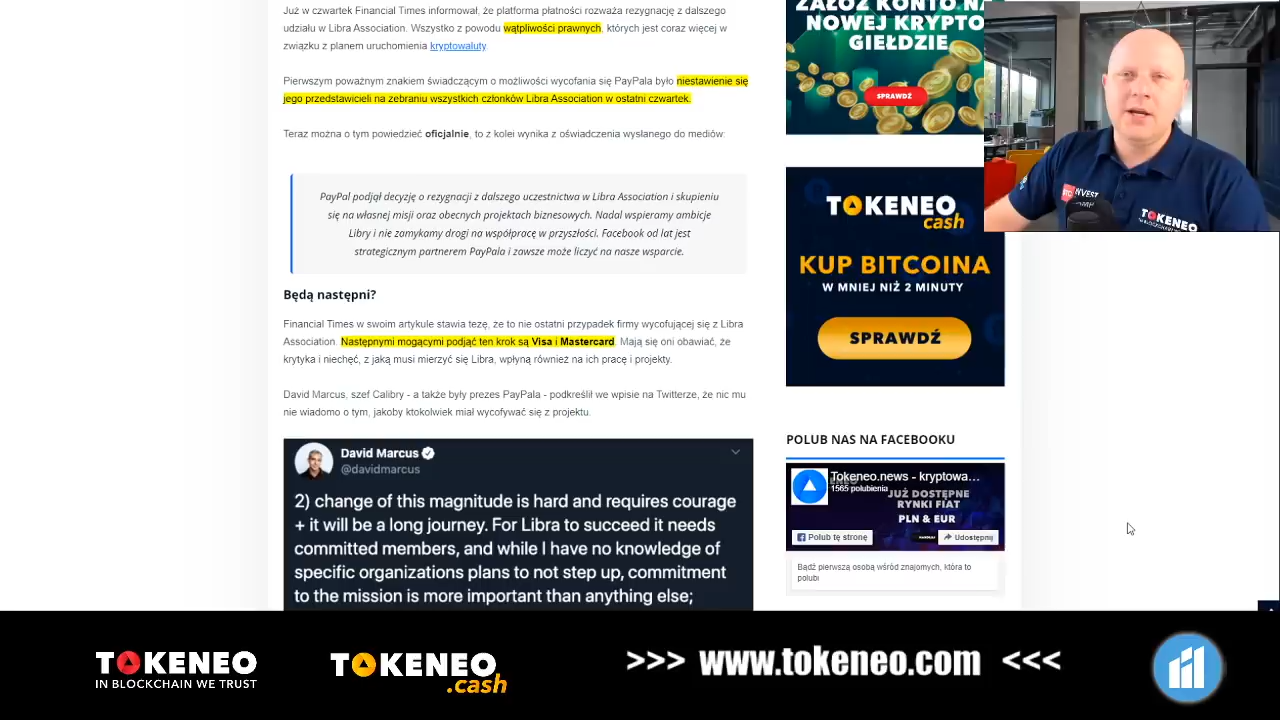 Już w czwartek Financial Times informował, że platforma płatności rozważa rezygnację z dalszego
udziału w Libra Association. Wszystko z powodu wątpliwości prawnych, których jest coraz więcej w
związku z planem uruchomienia kryptowaluty.
Pierwszym poważnym znakiem świadczącym o możliwości wycofania się PayPala było niestawienie się
jego przedstawicieli na zebraniu wszystkich członków Libra Association w ostatni czwartek.
Teraz można o tym powiedzieć oficjalnie, to z kolei wynika z oświadczenia wysłanego do mediów:
PayPal podjął decyzję o rezygnacji z dalszego uczestnictwa w Libra Association i skupieniu
się na własnej misji oraz obecnych projektach biznesowych. Nadal wspieramy ambicje
Libry i nie zamykamy drogi na współpracę w przyszłości. Facebook od lat jest
strategicznym partnerem PayPala i zawsze może liczyć na nasze wsparcie.
Będą następni?
Financial Times w swoim artykule stawia tezę, że to nie ostatni przypadek firmy wycofującej się z Libra
Association. Następnymi mogącymi podjąć ten krok są Visa i Mastercard. Mają się oni obawiać, że
krytyka i niechęć, z jaką musi mierzyć się Libra, wpłyną również na ich pracę i projekty.
David Marcus, szef Calibry - a także były prezes PayPala - podkreślił we wpisie na Twitterze, że nic mu
nie wiadomo o tym, jakoby ktokolwiek miał wycofywać się z projektu.
David Marcus
@davidmarcus
2) change of this magnitude is hard and requires courage
+ it will be a long journey. For Libra to succeed it needs
committed members, and while I have no knowledge of
specific organizations plans to not step up, commitment
to the mission is more important than anything else;
ZAŁÓŻ KONTO NA
NOWEJ KRYPTO
GIEŁDZIE
SPRAWDŹ
TOKENEO
cash
KUP BITCOINA
W MNIEJ NIŻ 2 MINUTY
SPRAWDŹ
POLUB NAS NA FACEBOOKU
Tokeneo.news - kryptowa...
1565 polubienia
JUŻ DOSTĘPNE
RYNKI FIAT
PLN & EUR
Polub tę stronę
Udostępnij
Bądź pierwszą osobą wśród znajomych, która to
polubi
TOKENEO
TOKENEO
IN BLOCKCHAIN WE TRUST
TOKENEO
.cash
>>> www.tokeneo.com <<<